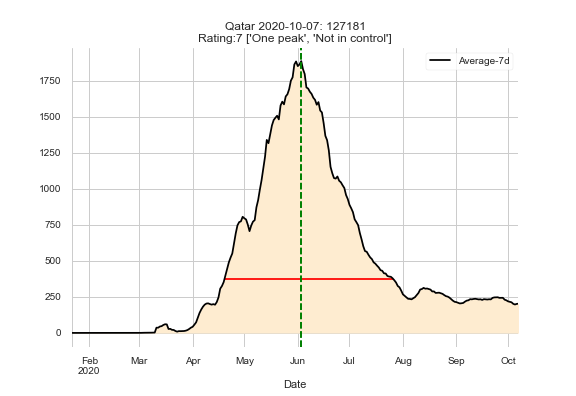 Qatar 2020-10-07: 127181
Rating:7 ['One peak', 'Not in control']
Average-7d
1750
1500
1250
1000
750
500
250
0
Feb Mar Apr May Jun Jul Aug Sep Oct
2020
Date